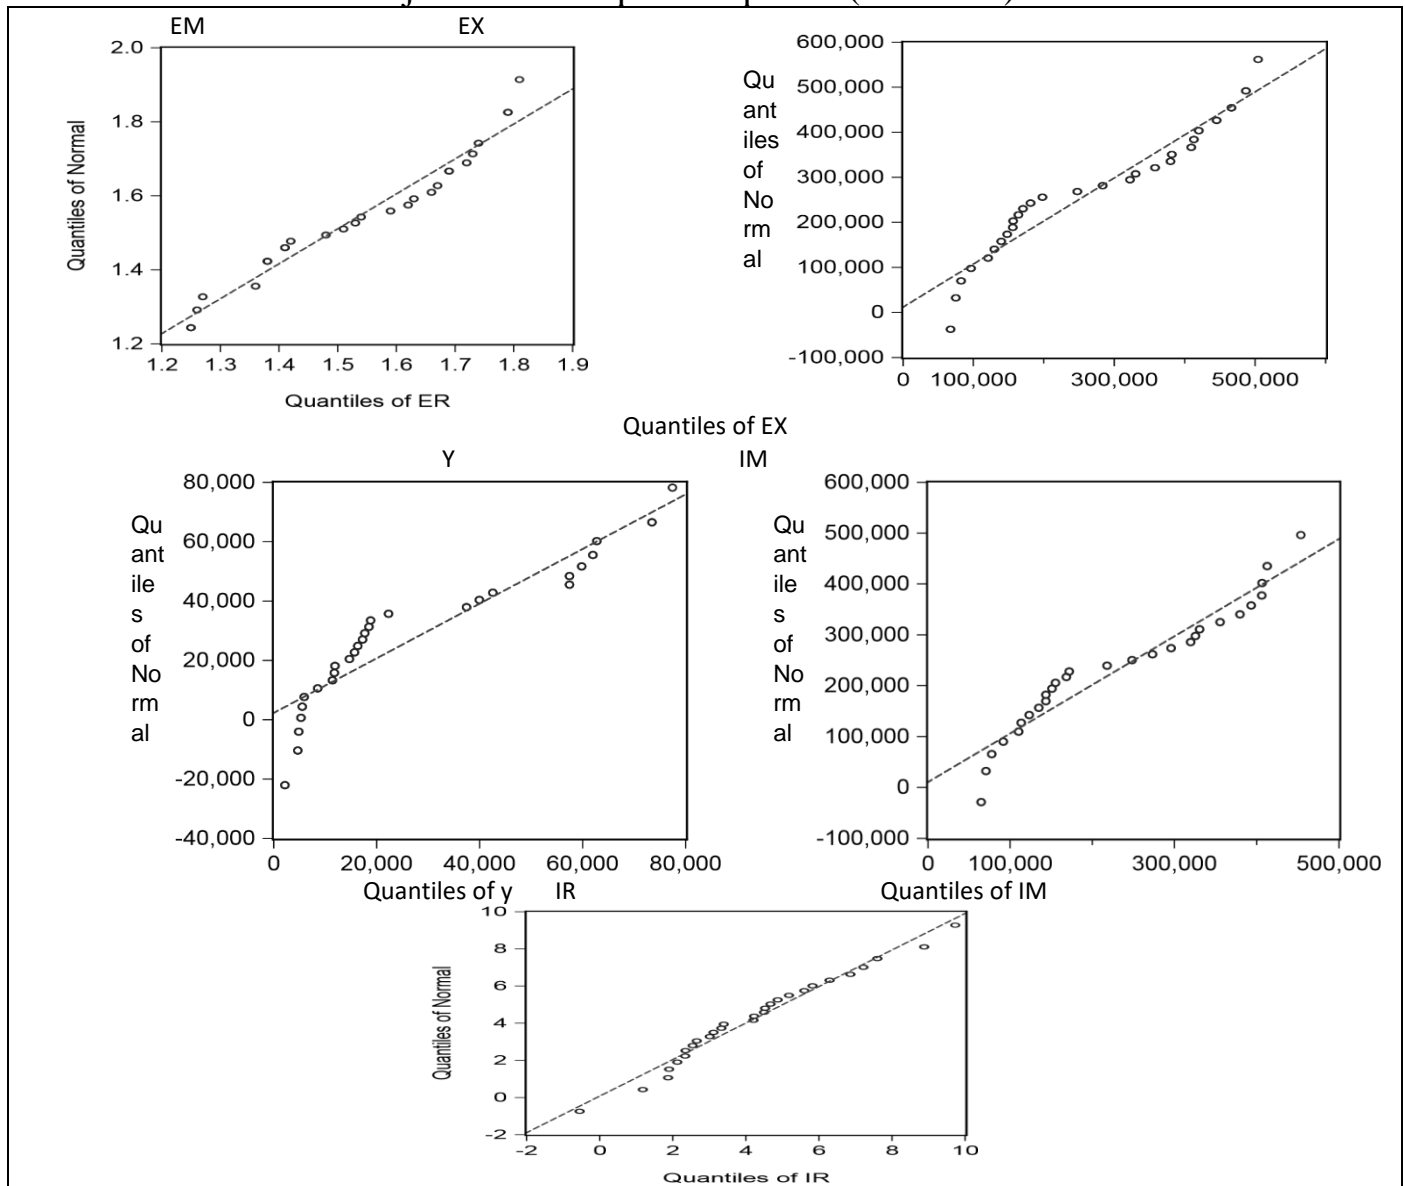 EM EX
2.0
1.8
1.6
1.4
1.2
Quantiles of Normal
1.2 1.3 1.4 1.5 1.6 1.7 1.8 1.9
Quantiles of ER
600,000
500,000
400,000
300,000
200,000
100,000
0
-100,000
Qu
ant
iles
of
No
rm
al
0 100,000 300,000 500,000
Quantiles of EX
Y IM
80,000
60,000
40,000
20,000
0
-20,000
-40,000
Qu
ant
ile
s
of
No
rm
al
0 20,000 40,000 60,000 80,000
600,000
500,000
400,000
300,000
200,000
100,000
0
-100,000
Qu
ant
ile
s
of
No
rm
al
0 100,000 300,000 500,000
Quantiles of y IR Quantiles of IM
10
8
6
4
2
0
-2
Quantiles of Normal
-2 0 2 4 6 8 10
Quantiles of IR